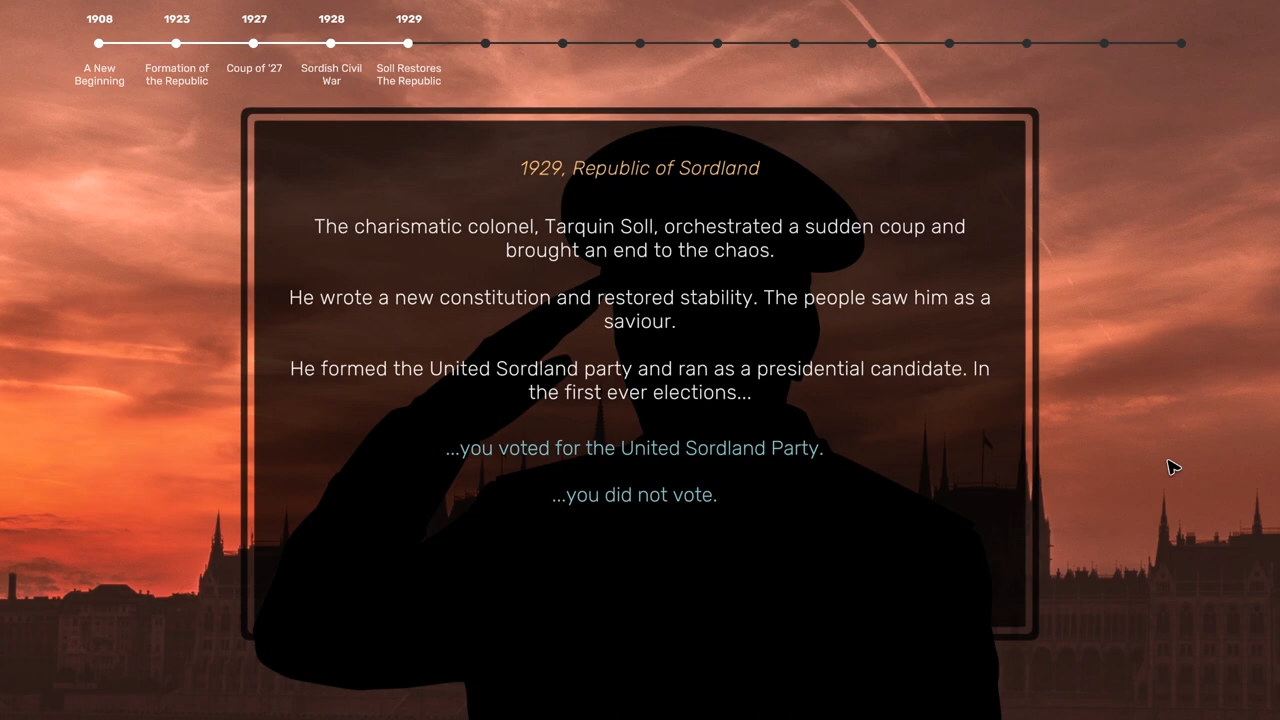 1908 1923 1927 1928 1929
A New Formation of Coup of '27 Sordish Civil Soll Restores
Beginning the Republic War The Republic
1929, Republic of Sordland
The charismatic colonel, Tarquin Soll, orchestrated a sudden coup and
brought an end to the chaos.
He wrote a new constitution and restored stability. The people saw him as a
saviour.
He formed the United Sordland party and ran as a presidential candidate. In
the first ever elections...
...you voted for the United Sordland Party.
...you did not vote.